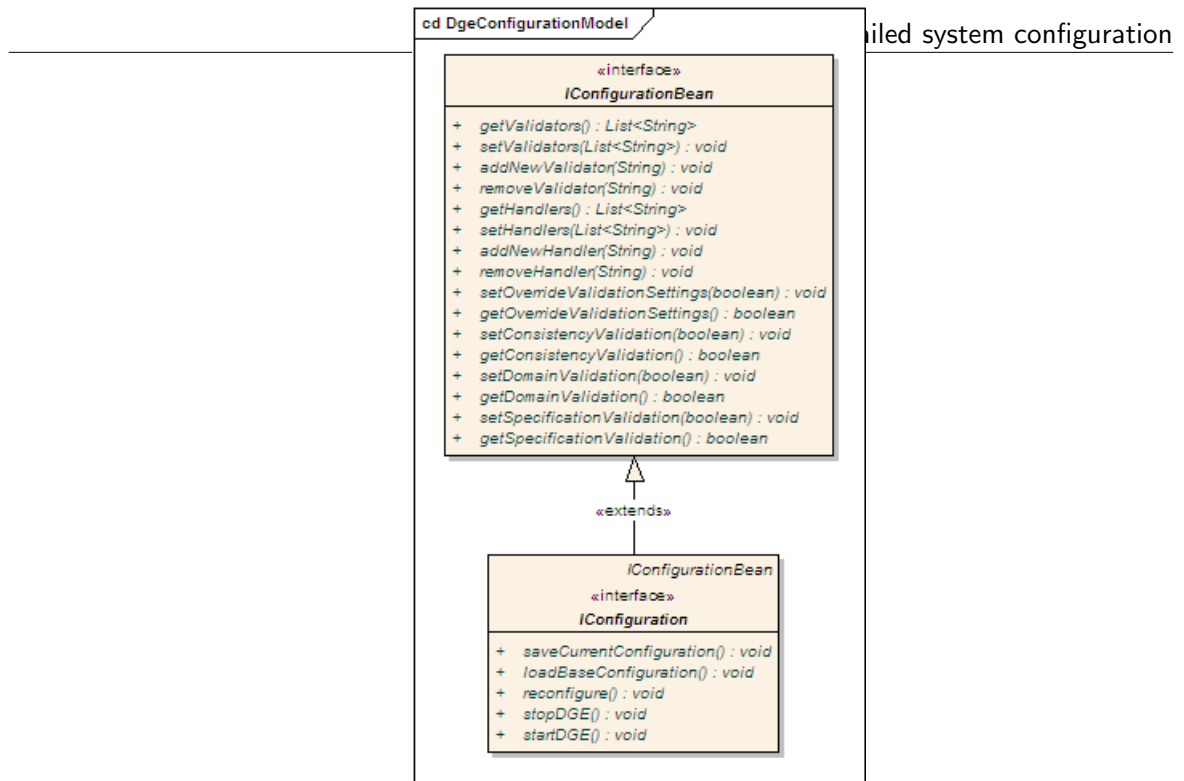 cd DgeConfigurationModel
system configuration
«interface»
IConfigurationBean
+ getValidators() : List<String>
+ setValidators(List<String>) : void
+ addNewValidator(String) : void
+ removeValidator(String) : void
+ getHandlers() : List<String>
+ setHandlers(List<String>) : void
+ addNewHandler(String) : void
+ removeHandler(String) : void
+ setOverrideValidationSettings(boolean) : void
+ getOverrideValidationSettings() : boolean
+ setConsistencyValidation(boolean) : void
+ getConsistencyValidation() : boolean
+ setDomainValidation(boolean) : void
+ getDomainValidation() : boolean
+ setSpecificationValidation(boolean) : void
+ getSpecificationValidation() : boolean
«extends»
IConfigurationBean
«interface»
IConfiguration
+ saveCurrentConfiguration() : void
+ loadBaseConfiguration() : void
+ reconfigure() : void
+ stopDGE() : void
+ startDGE() : void